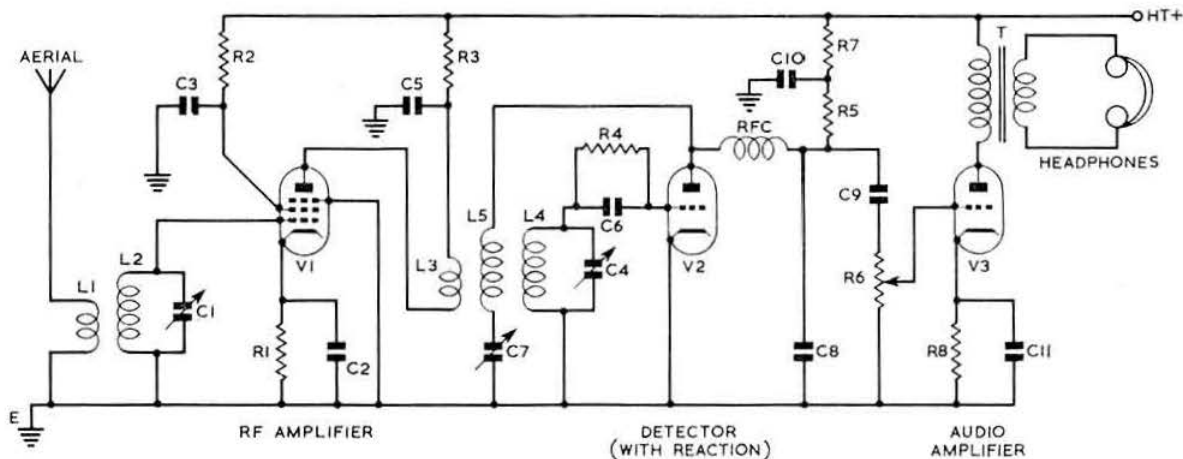 HT+
AERIAL
R2
C3
R3
C5
R7
C10
R5
T
RFC
R4
HEADPHONES
L5
L4
C6
C9
L2
V1
L3
C4
V2
R6
V3
L1
C1
R1
C2
C7
C8
R8
C11
E
RF AMPLIFIER
DETECTOR
(WITH REACTION)
AUDIO
AMPLIFIER